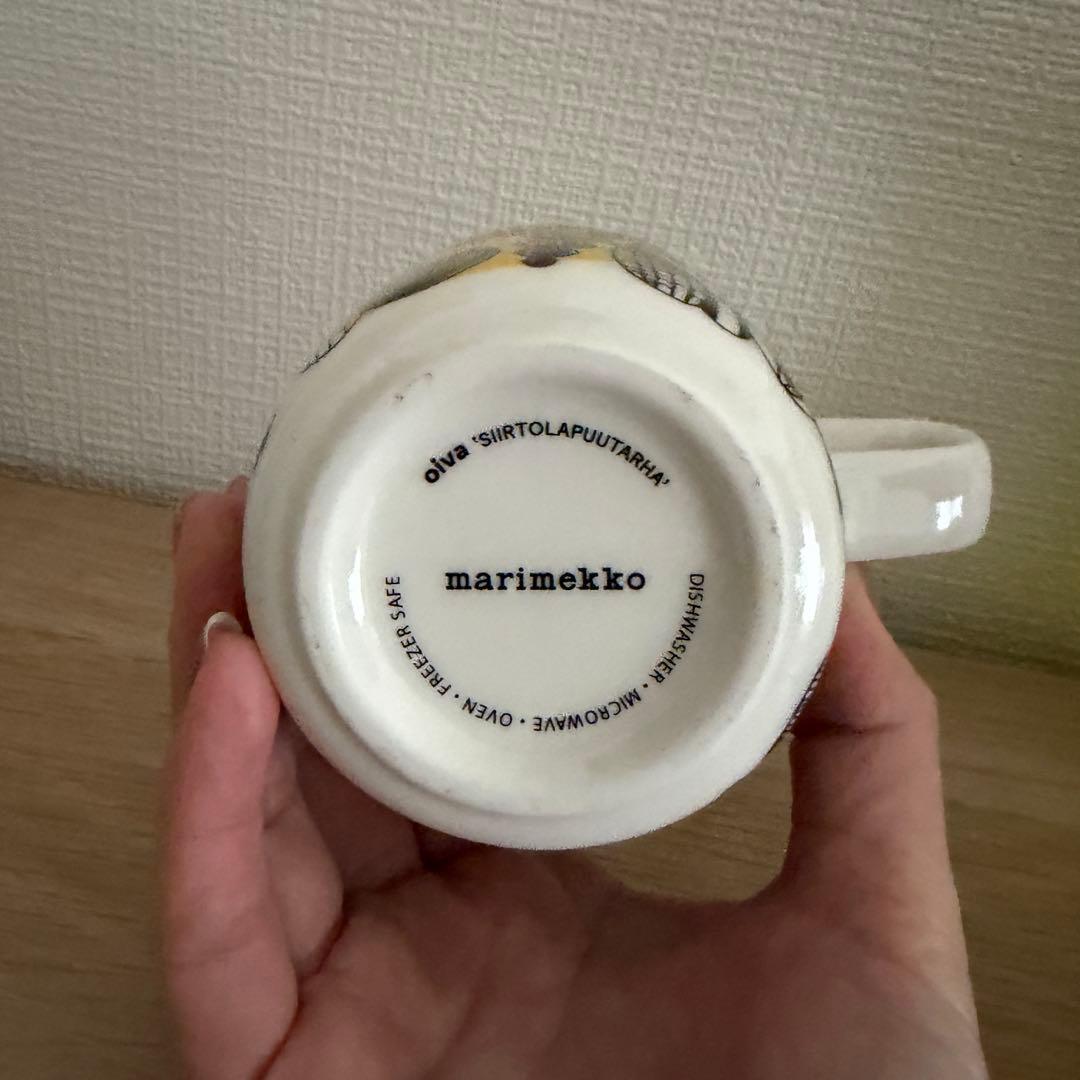 oiva 'SIIRTOLAPUUTARHA'
marimekko
DISHWASHER • MICROWAVE • OVEN • FREEZER SAFE